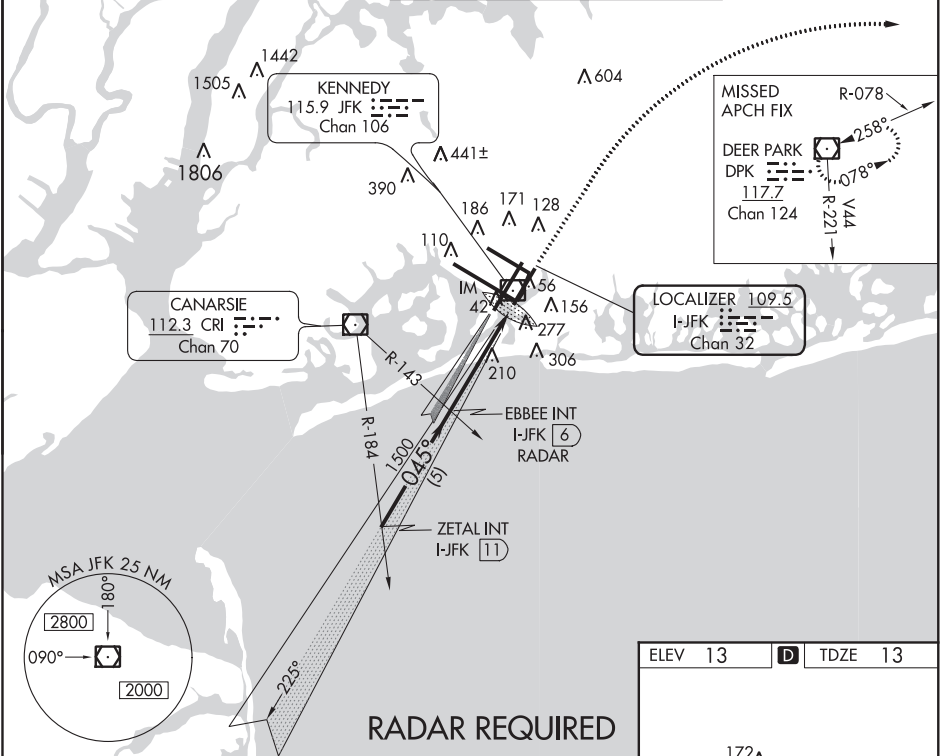 1442
1505
1806
KENNEDY
115.9 JFK
Chan 106
441±
390
604
MISSED
APCH FIX
R-078
258°
078°
DEER PARK
DPK
117.7
Chan 124
V44
R-221
186
171
128
110
IM
42
56
156
277
306
210
CANARSIE
112.3 CRI
Chan 70
LOCALIZER 109.5
I-JFK
Chan 32
R-143
R-184
EBBEE INT
I-JFK 6
RADAR
1500
045°
(5)
ZETAL INT
I-JFK 11
MSA JFK 25 NM
180°
2800
090°
2000
225°
RADAR REQUIRED
ELEV 13 D TDZE 13
172